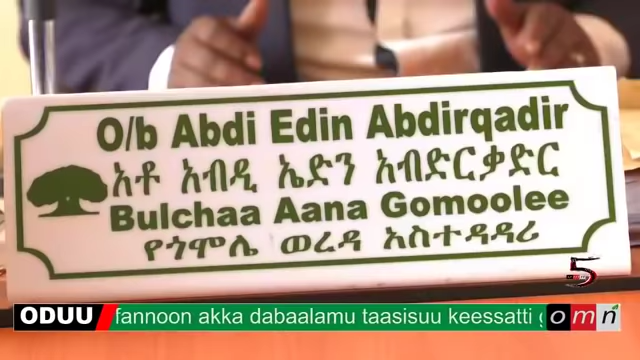 O/b Abdi Edin Abdirqadir
አቶ አብዲ ኤድን አብድርቃድር
Bulchaa Aana Gomoolee
የጎሞሌ ወረዳ አስተዳዳሪ
5
ODUU fannoon akka dabaalamu taasisuu keessatti omn